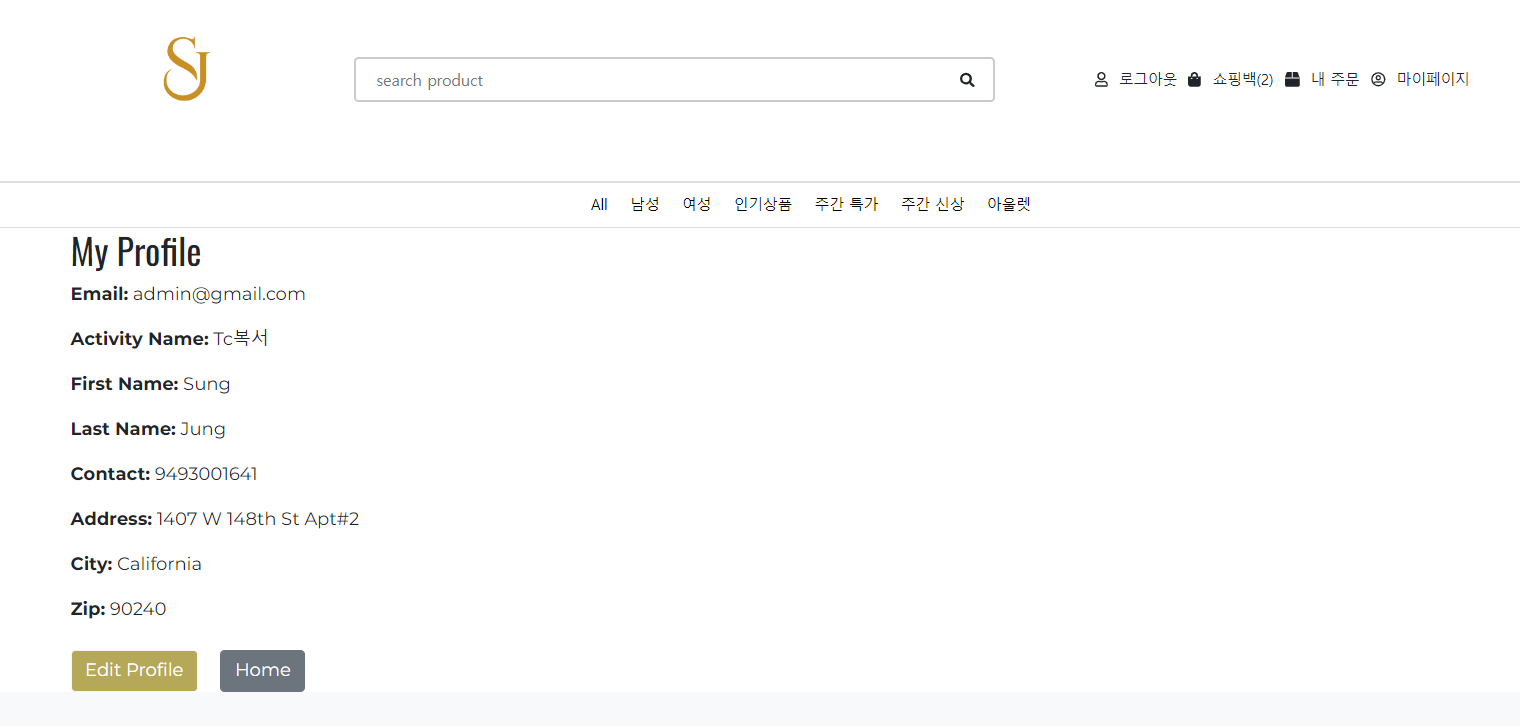 SJ
search product
로그아웃 쇼핑백(2) 내 주문 마이페이지
All 남성 여성 인기상품 주간 특가 주간 신상 아울렛
My Profile
Email: admin@gmail.com
Activity Name: Tc복서
First Name: Sung
Last Name: Jung
Contact: 9493001641
Address: 1407 W 148th St Apt#2
City: California
Zip: 90240
Edit Profile Home